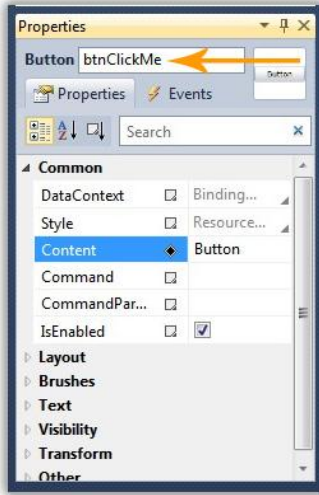 Properties
Button btnClickMe
Button
Properties Events
Search
Common
DataContext Binding...
Style Resource...
Content Button
Command
CommandPar...
IsEnabled
Layout
Brushes
Text
Visibility
Transform
Other